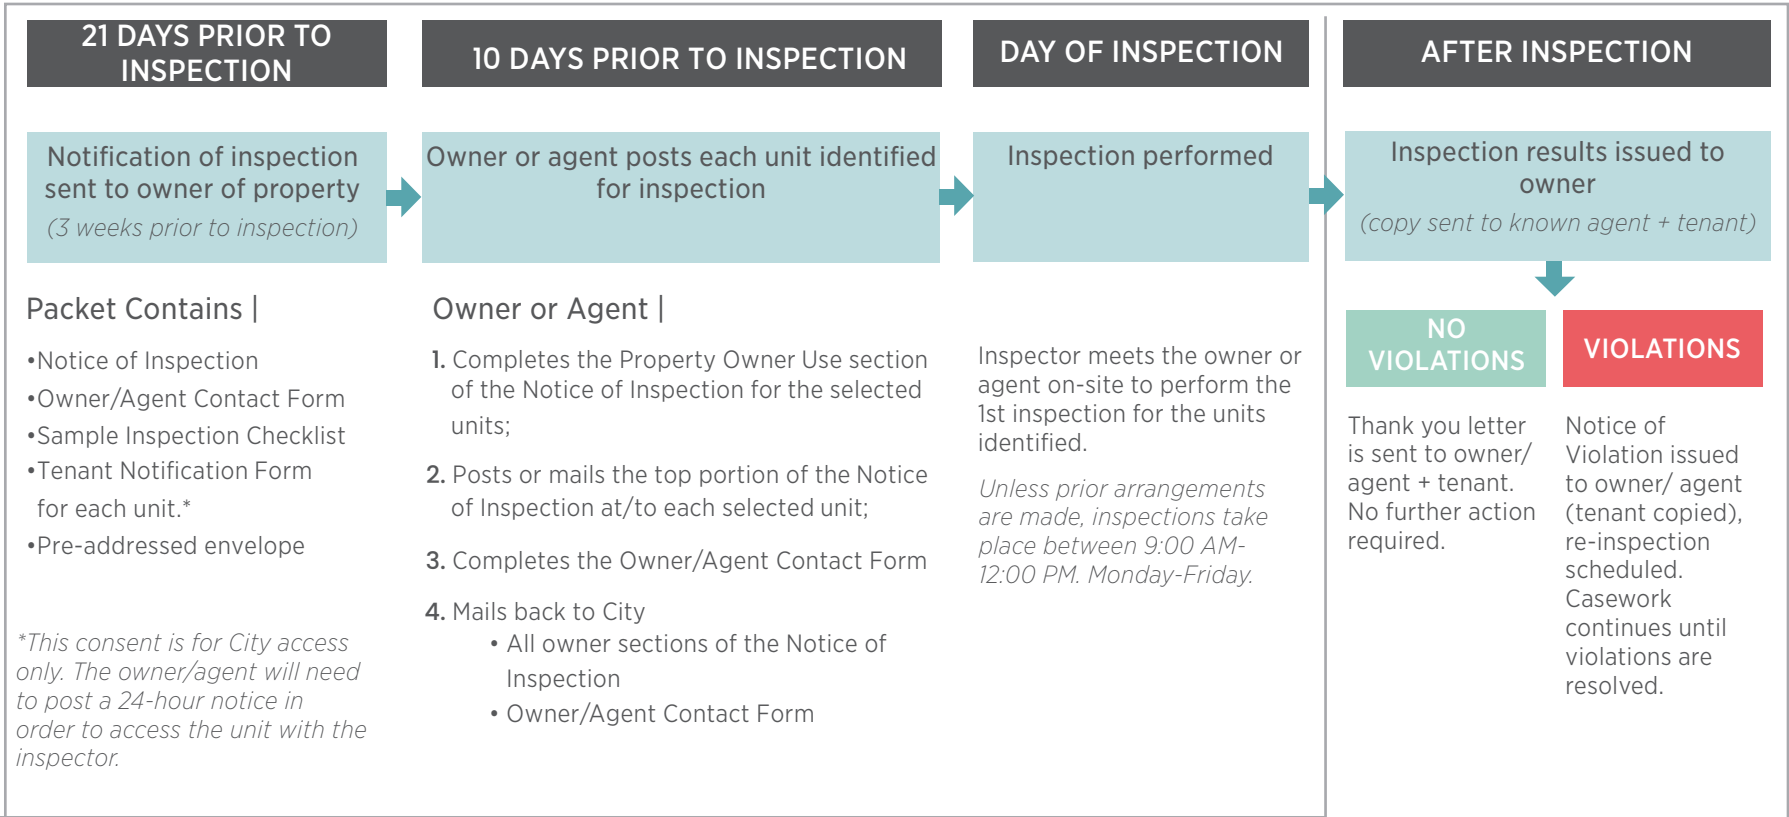 21 DAYS PRIOR TO
INSPECTION
Notification of inspection
sent to owner of property
(3 weeks prior to inspection)
Packet Contains |
•Notice of Inspection
•Owner/Agent Contact Form
•Sample Inspection Checklist
•Tenant Notification Form
for each unit.*
•Pre-addressed envelope
*This consent is for City access
only. The owner/agent will need
to post a 24-hour notice in
order to access the unit with the
inspector.
10 DAYS PRIOR TO INSPECTION
Owner or agent posts each unit identified
for inspection
Owner or Agent |
1. Completes the Property Owner Use section
of the Notice of Inspection for the selected
units;
2. Posts or mails the top portion of the Notice
of Inspection at/to each selected unit;
3. Completes the Owner/Agent Contact Form
4. Mails back to City
• All owner sections of the Notice of
Inspection
• Owner/Agent Contact Form
DAY OF INSPECTION
Inspection performed
Inspector meets the owner or
agent on-site to perform the
1st inspection for the units
identified.
Unless prior arrangements
are made, inspections take
place between 9:00 AM-
12:00 PM. Monday-Friday.
AFTER INSPECTION
Inspection results issued to
owner
(copy sent to known agent + tenant)
NO
VIOLATIONS
Thank you letter
is sent to owner/
agent + tenant.
No further action
required.
VIOLATIONS
Notice of
Violation issued
to owner/ agent
(tenant copied),
re-inspection
scheduled.
Casework
continues until
violations are
resolved.